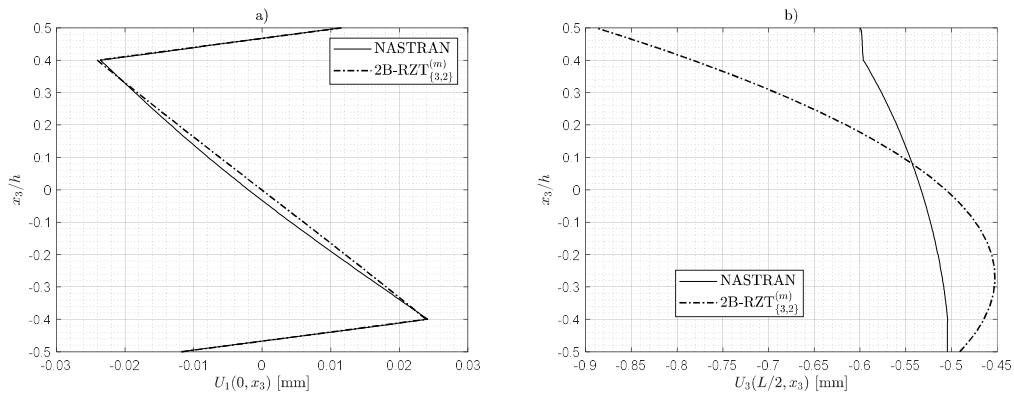 a)
0.5
0.4
0.3
0.2
0.1
0
-0.1
-0.2
-0.3
-0.4
-0.5
x₃/h
NASTRAN
2B-RZT{3,2}(m)
-0.03 -0.02 -0.01 0 0.01 0.02 0.03
U₁(0, x₃) [mm]
b)
0.5
0.4
0.3
0.2
0.1
0
-0.1
-0.2
-0.3
-0.4
-0.5
x₃/h
NASTRAN
2B-RZT{3,2}(m)
-0.9 -0.85 -0.8 -0.75 -0.7 -0.65 -0.6 -0.55 -0.5 -0.45
U₃(L/2, x₃) [mm]